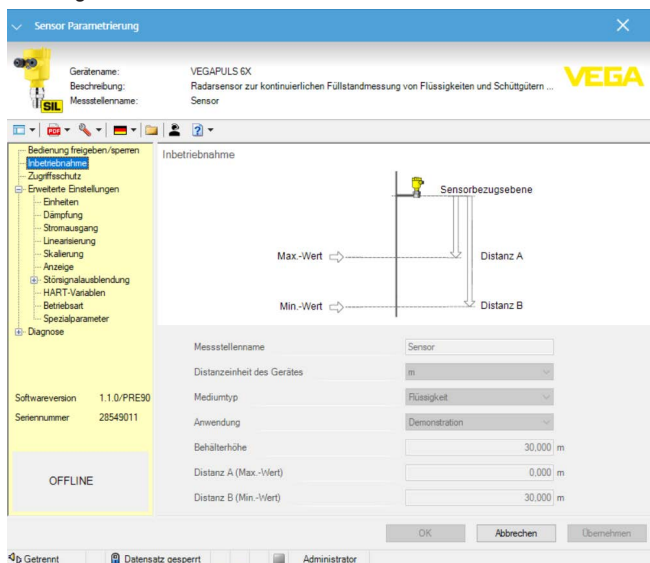 Sensor Parametrierung
Gerätename: VEGAPULS 6X
Beschreibung: Radarsensor zur kontinuierlichen Füllstandmessung von Flüssigkeiten und Schüttgütern ...
Messstellenname: Sensor
SIL
VEGA
PDF
Bedienung freigeben/sperren
Inbetriebnahme
Zugriffsschutz
Erweiterte Einstellungen
Einheiten
Dämpfung
Stromausgang
Linearisierung
Skalierung
Anzeige
Störsignalausblendung
HART-Variablen
Betriebsart
Spezialparameter
Diagnose
Softwareversion 1.1.0/PRE90
Seriennummer 28549011
OFFLINE
Inbetriebnahme
Sensorbezugsebene
Max.-Wert Distanz A
Min.-Wert Distanz B
Messstellenname Sensor
Distanzeinheit des Gerätes m
Mediumtyp Flüssigkeit
Anwendung Demonstration
Behälterhöhe 30,000 m
Distanz A (Max.-Wert) 0,000 m
Distanz B (Min.-Wert) 30,000 m
OK Abbrechen Übernehmen
Getrennt Datensatz gesperrt Administrator